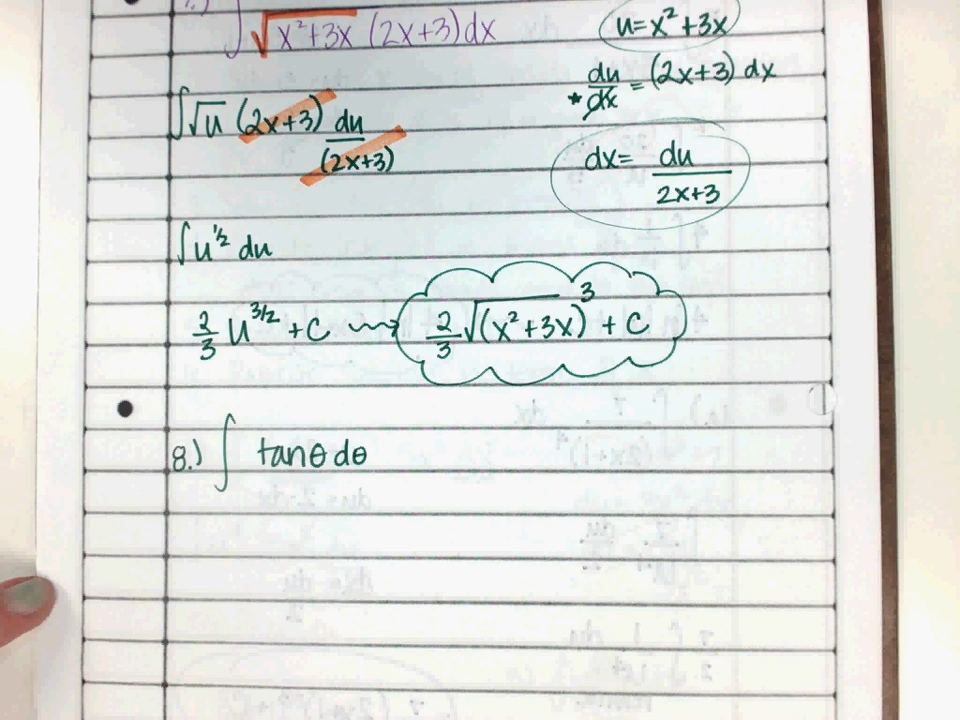 ∫√x²+3x (2x+3)dx
u=x²+3x
*du/dx = (2x+3) dx
∫√u (2x+3) du/(2x+3)
dx= du/2x+3
∫u^1/2 du
2/3 u^3/2 + C
2/3 √(x²+3x)³ + C
8.) ∫ tanθ dθ